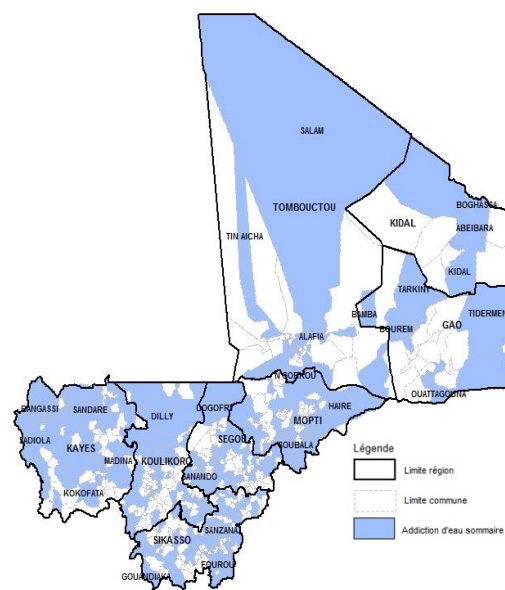 SALAM
BOGHASSA
TOMBOUCTOU
KIDAL
ABEIBARA
TIN AICHA
KIDAL
TARKINT
TIDERMEN
BAMBA
GAO
BOUREM
ALAFIA
OUATTAGOUNA
DOGOFRY
HAIRE
BANGASSI
SANDARE
DILLY
MOPTI
SEGOU
SADIOLA
KAYES
KOULIKORO
KOUBALA
MADINA
SANANDO
KOKOFATA
SANZANA
SIKASSO
FOUROU
GOUANDIAKA
Légende
Limite région
Limite commune
Addiction d'eau sommaire